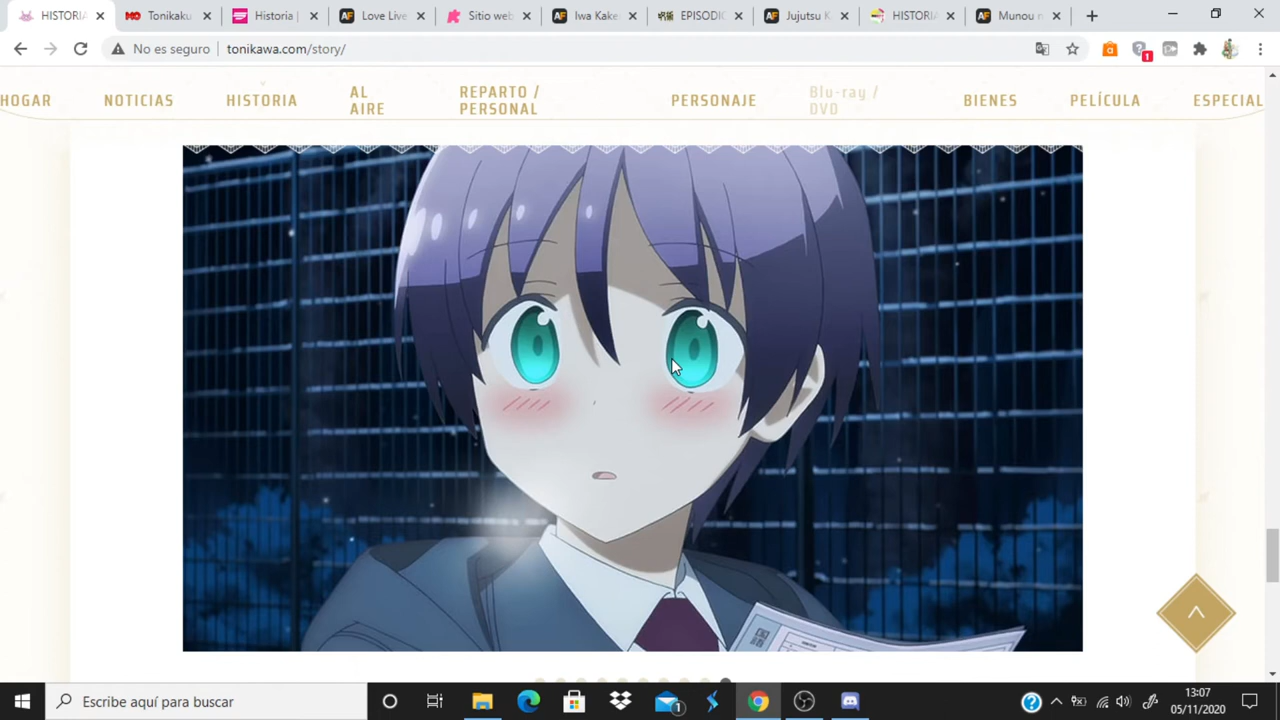 HISTORIA
Tonikaku
Historia |
Love Live
Sitio web
Iwa Kake
EPISODIO
Jujutsu K
HISTORIA
Munou n
No es seguro tonikawa.com/story/
1
HOGAR NOTICIAS HISTORIA AL AIRE REPARTO / PERSONAL PERSONAJE Blu-ray / DVD BIENES PELÍCULA ESPECIAL
Escribe aquí para buscar
1
13:07
05/11/2020